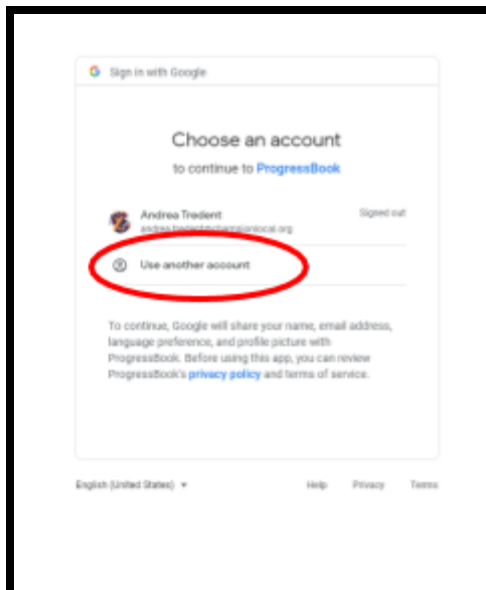 Sign in with Google
Choose an account
to continue to ProgressBook
Andrea Tredent
Signed out
Use another account
To continue, Google will share your name, email address,
language preference, and profile picture with
ProgressBook. Before using this app, you can review
ProgressBook's privacy policy and terms of service.
English (United States)
Help Privacy Terms